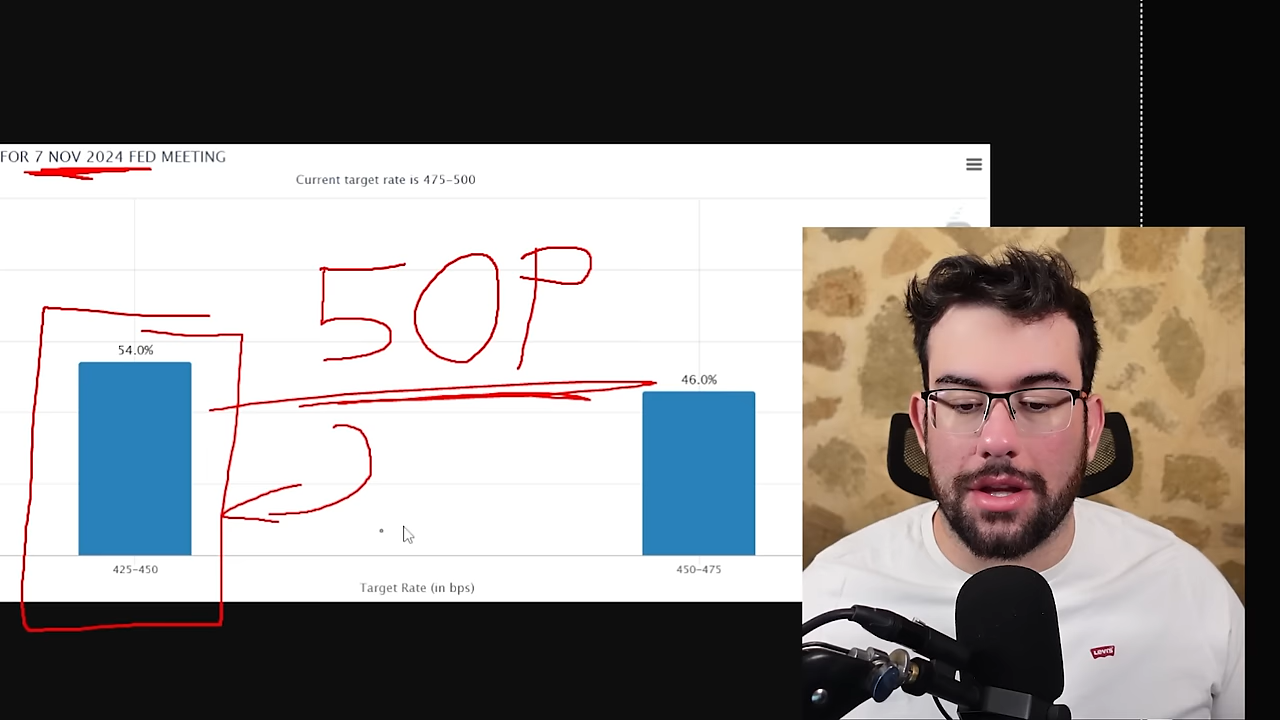 FOR 7 NOV 2024 FED MEETING
Current target rate is 475-500
50P
54.0%
46.0%
425-450
450-475
Target Rate (in bps)
LEVI'S